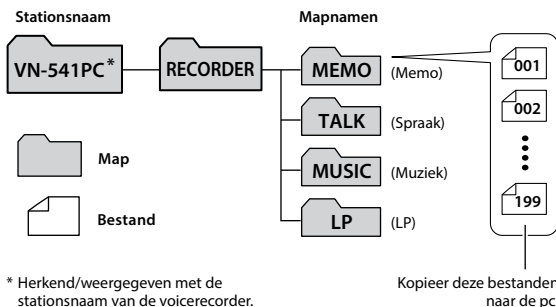 Stationsnaam
Mapnamen
VN-541PC*
RECORDER
MEMO (Memo)
TALK (Spraak)
MUSIC (Muziek)
LP (LP)
001
002
199
Map
Bestand
* Herkend/weergegeven met de
stationsnaam van de voicerecorder.
Kopieer deze bestanden
naar de pc